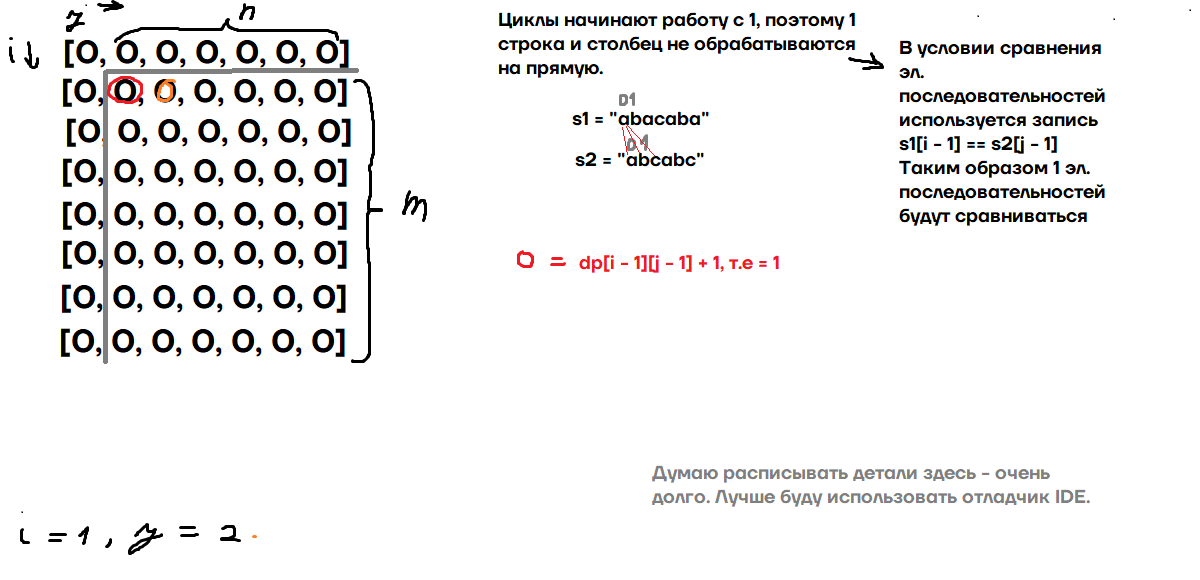 j
n
i
[0, 0, 0, 0, 0, 0, 0]
[0, 0, 0, 0, 0, 0, 0]
[0, 0, 0, 0, 0, 0, 0]
[0, 0, 0, 0, 0, 0, 0]
[0, 0, 0, 0, 0, 0, 0]
[0, 0, 0, 0, 0, 0, 0]
[0, 0, 0, 0, 0, 0, 0]
[0, 0, 0, 0, 0, 0, 0]
m
i = 1, j = 2
Циклы начинают работу с 1, поэтому 1
строка и столбец не обрабатываются
на прямую.
01
s1 = "abacaba"
0 1
s2 = "abcabc"
0 = dp[i - 1][j - 1] + 1, т.е = 1
В условии сравнения
эл.
последовательностей
используется запись
s1[i - 1] == s2[j - 1]
Таким образом 1 эл.
последовательностей
будут сравниваться
Думаю расписывать детали здесь - очень
долго. Лучше буду использовать отладчик IDE.